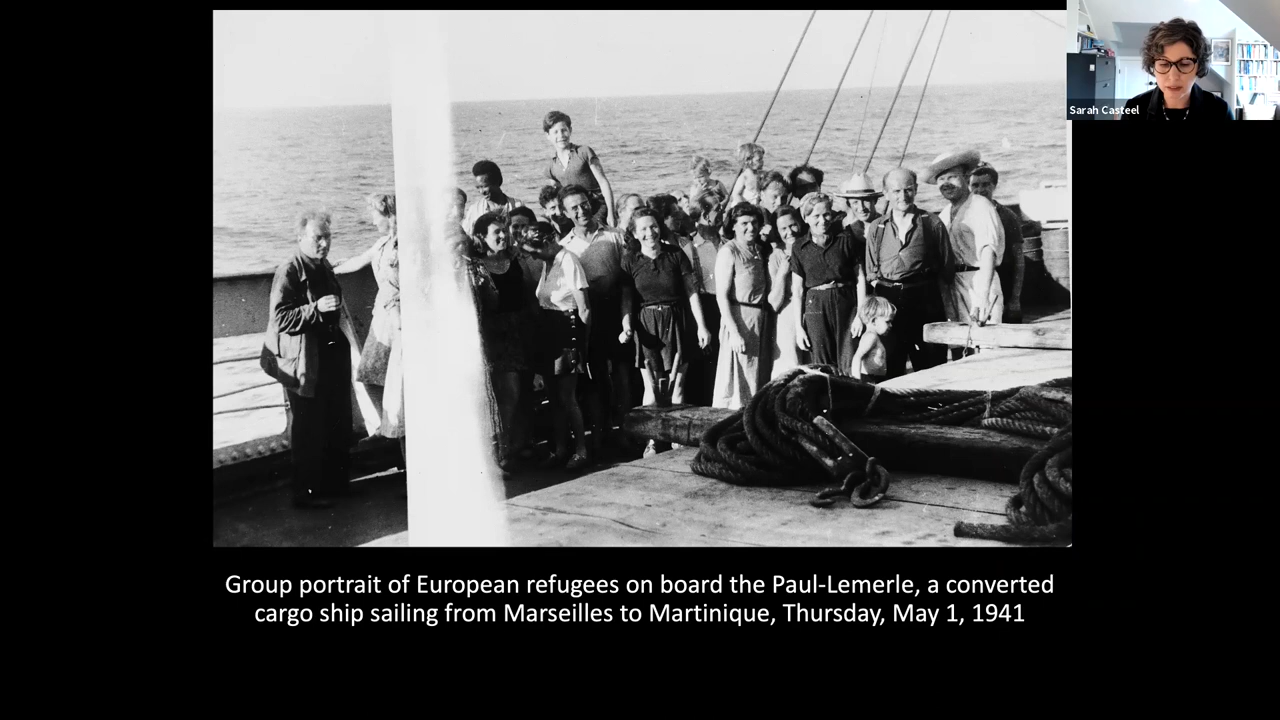 Sarah Casteel
Group portrait of European refugees on board the Paul-Lemerle, a converted
cargo ship sailing from Marseilles to Martinique, Thursday, May 1, 1941